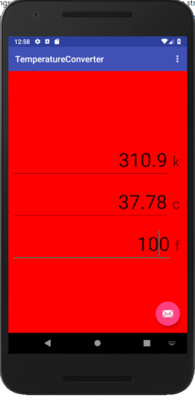 12:58
TemperatureConverter
310.9 k
37.78 c
100 f